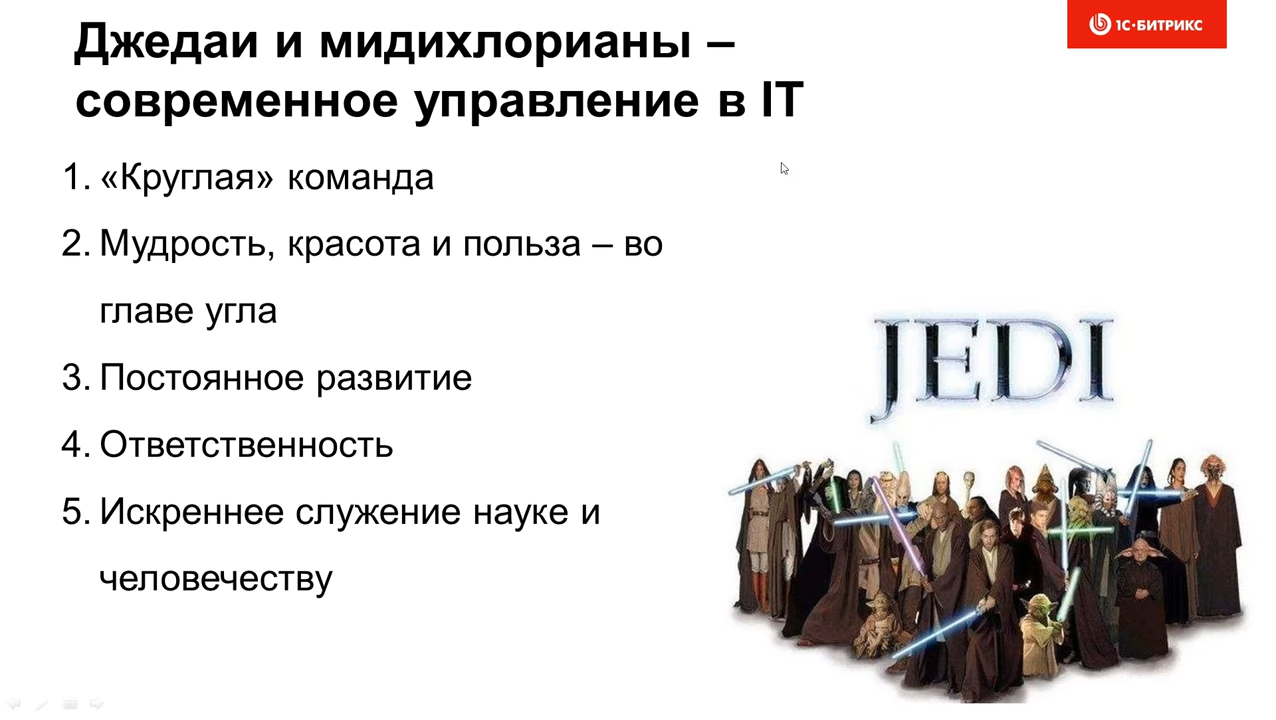 1С-БИТРИКС
Джедаи и мидихлорианы –
современное управление в IT
1. «Круглая» команда
2. Мудрость, красота и польза – во
главе угла
3. Постоянное развитие
4. Ответственность
5. Искреннее служение науке и
человечеству
JEDI